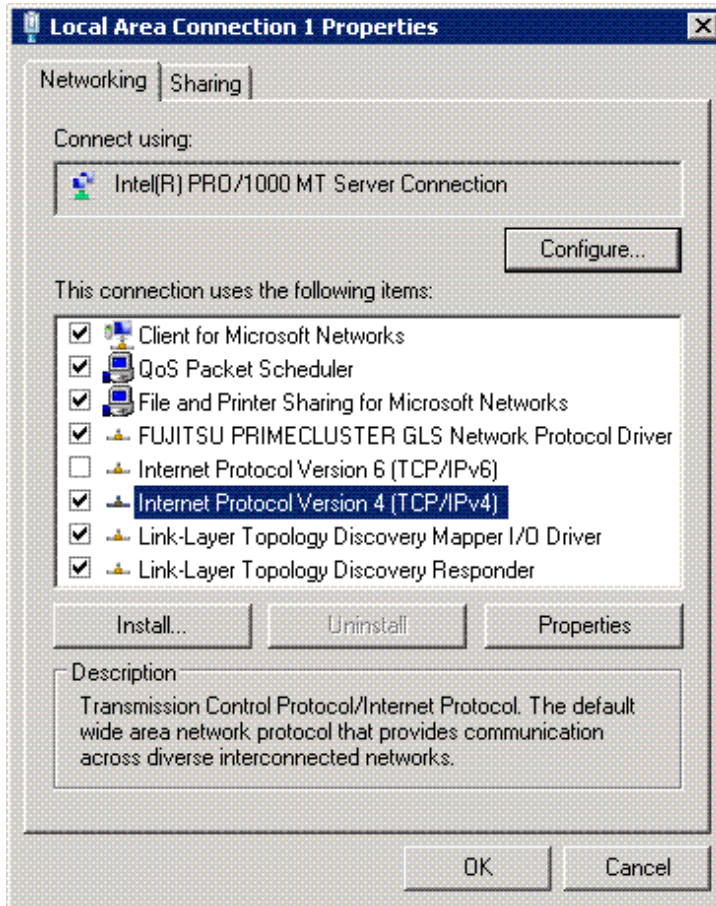 Local Area Connection 1 Properties
Networking
Sharing
Connect using:
Intel(R) PRO/1000 MT Server Connection
Configure...
This connection uses the following items:
Client for Microsoft Networks
QoS Packet Scheduler
File and Printer Sharing for Microsoft Networks
FUJITSU PRIMECLUSTER GLS Network Protocol Driver
Internet Protocol Version 6 (TCP/IPv6)
Internet Protocol Version 4 (TCP/IPv4)
Link-Layer Topology Discovery Mapper I/O Driver
Link-Layer Topology Discovery Responder
Install...
Uninstall
Properties
Description
Transmission Control Protocol/Internet Protocol. The default
wide area network protocol that provides communication
across diverse interconnected networks.
OK
Cancel